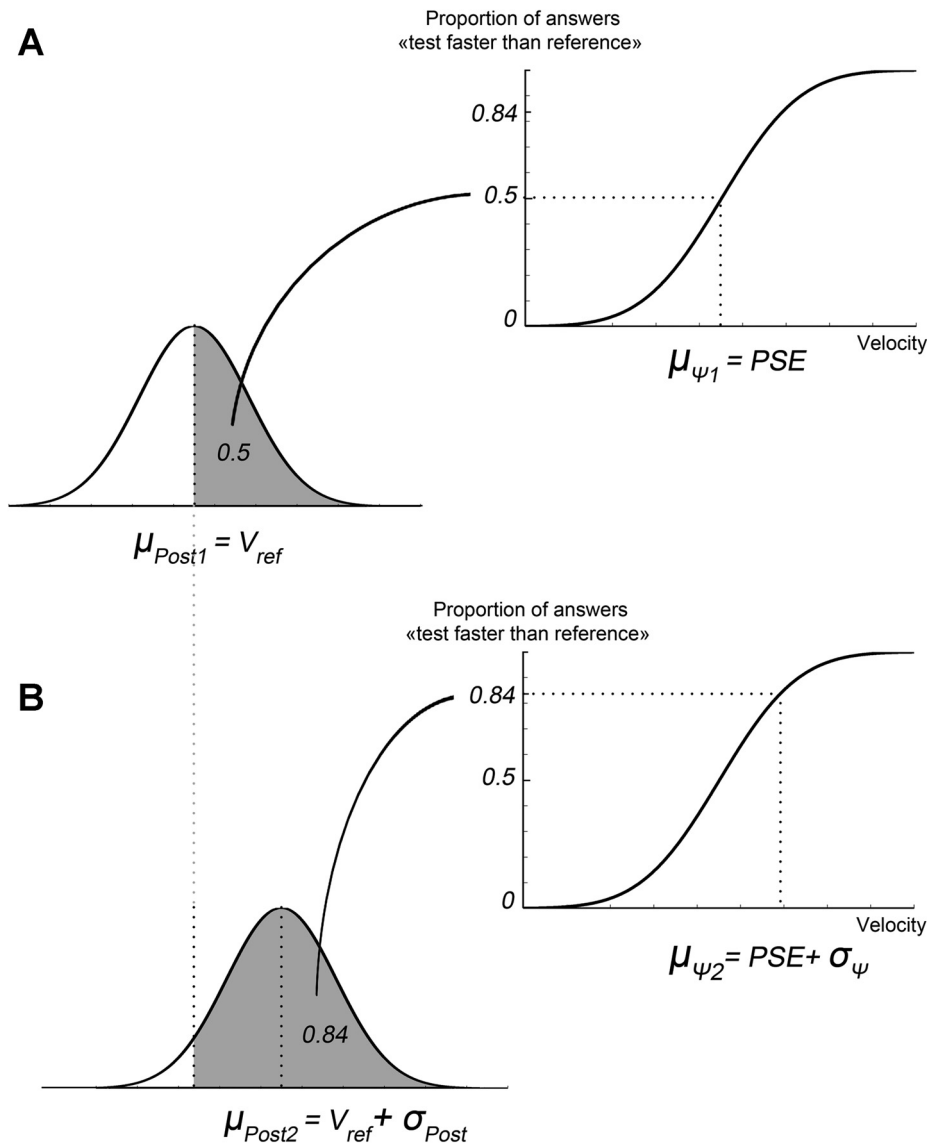 A
Proportion of answers
«test faster than reference»
0.84
0.5
0
Velocity
μΨ1 = PSE
0.5
μPost1 = Vref
B
Proportion of answers
«test faster than reference»
0.84
0.5
0
Velocity
μΨ2 = PSE+ σΨ
0.84
μPost2 = Vref + σPost